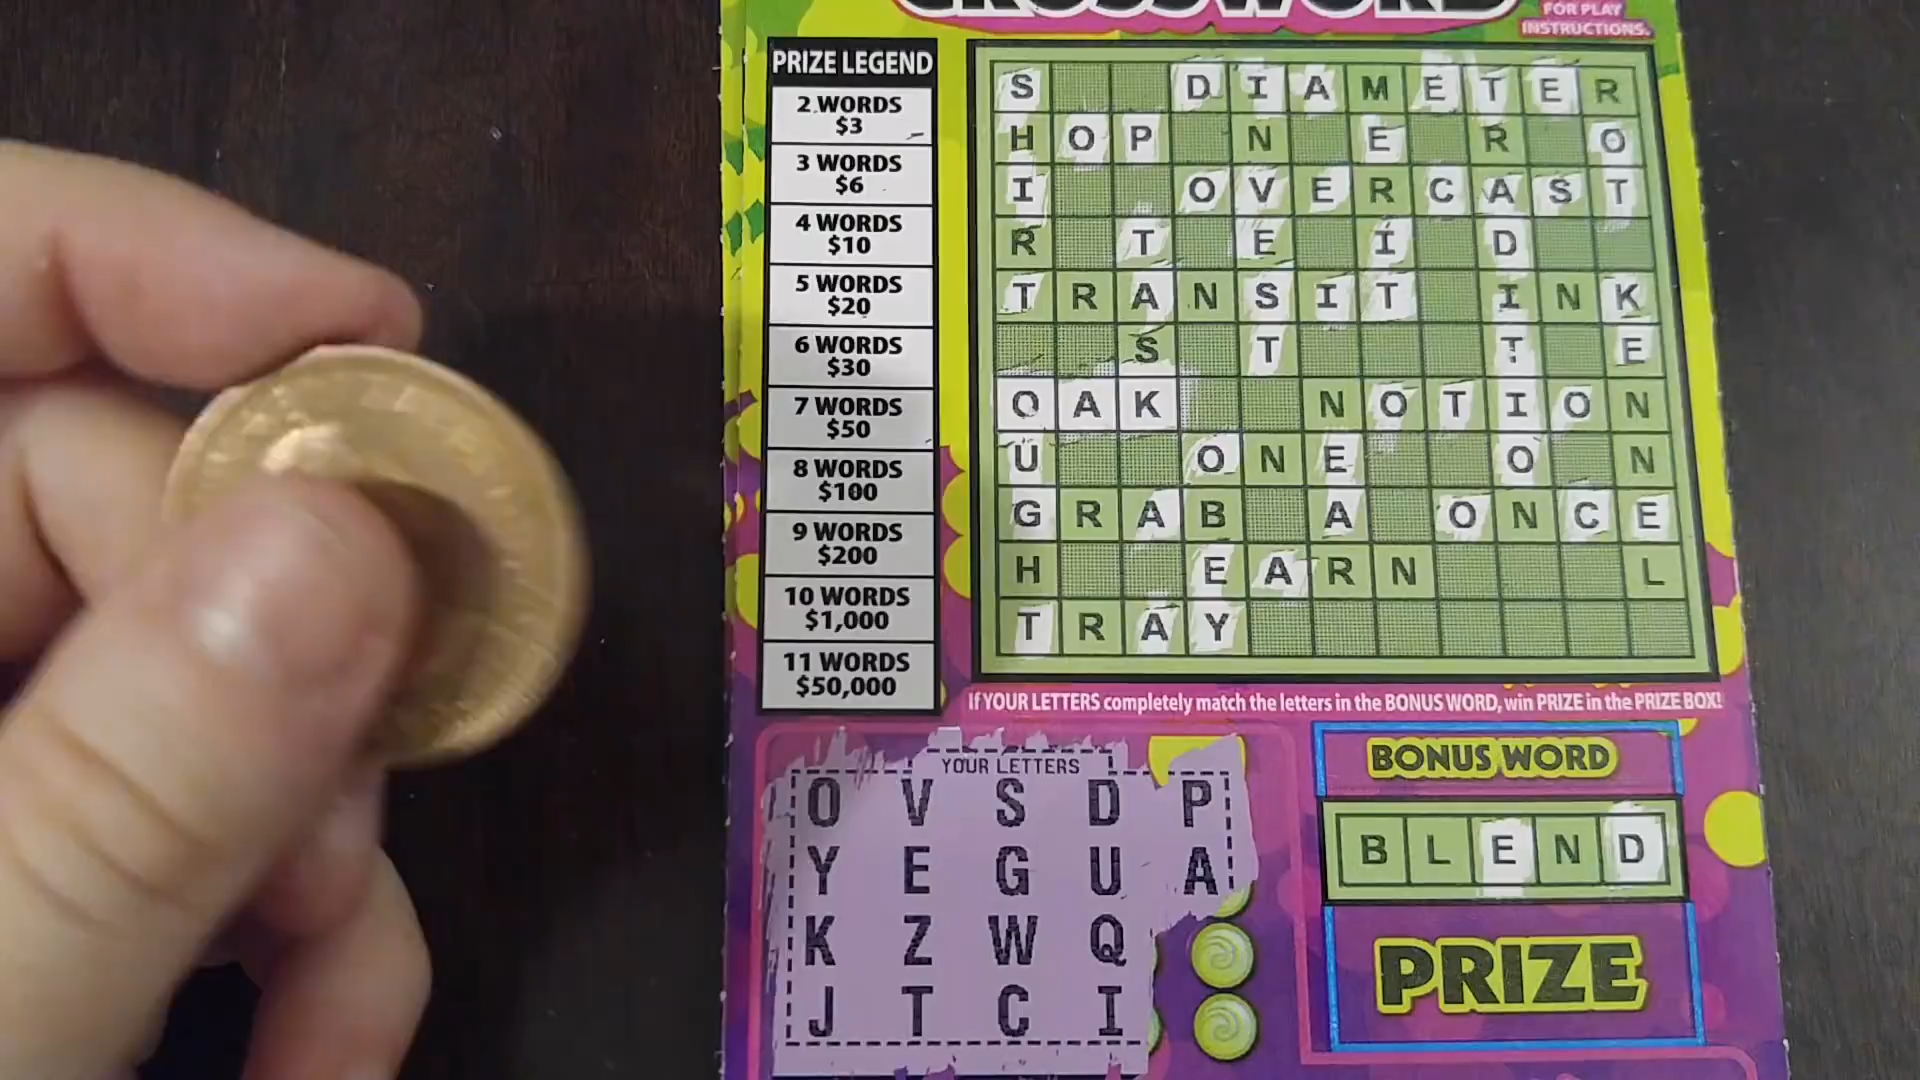 CROSSWORD
FOR PLAY
INSTRUCTIONS.
PRIZE LEGEND
2 WORDS
$3
3 WORDS
$6
4 WORDS
$10
5 WORDS
$20
6 WORDS
$30
7 WORDS
$50
8 WORDS
$100
9 WORDS
$200
10 WORDS
$1,000
11 WORDS
$50,000
S D I A M E T E R
H O P N E R O
I O V E R C A S T
R T E I D
T R A N S I T I N K
S T T E
O A K N O T I O N
U O N E O N
G R A B A O N C E
H E A R N L
T R A Y
If YOUR LETTERS completely match the letters in the BONUS WORD, win PRIZE in the PRIZE BOX!
YOUR LETTERS
O V S D P
Y E G U A
K Z W Q
J T C I
BONUS WORD
B L E N D
PRIZE